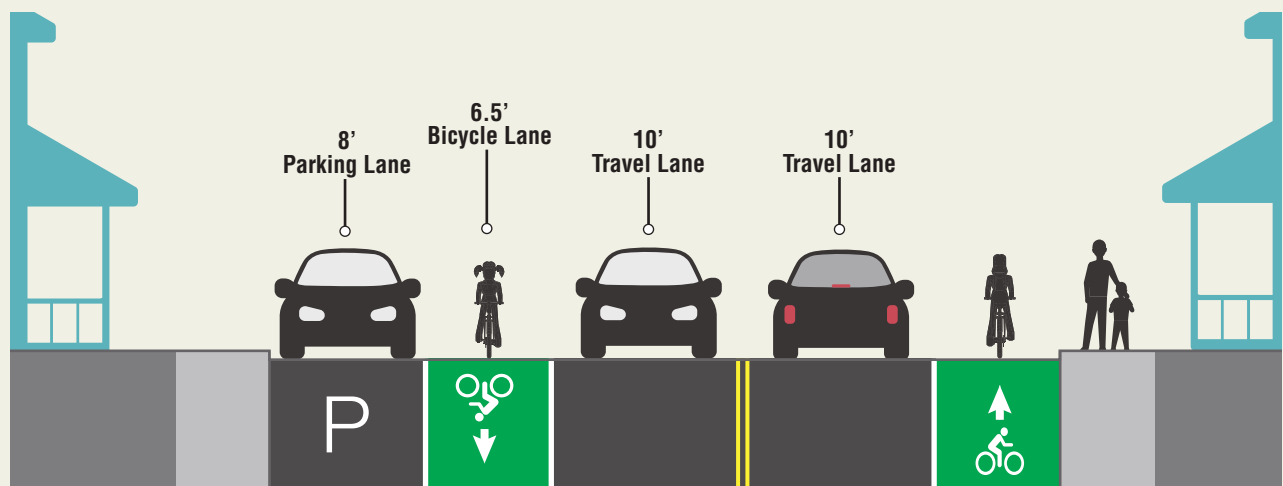 8’
Parking Lane
6.5’
Bicycle Lane
10’
Travel Lane
10’
Travel Lane
P